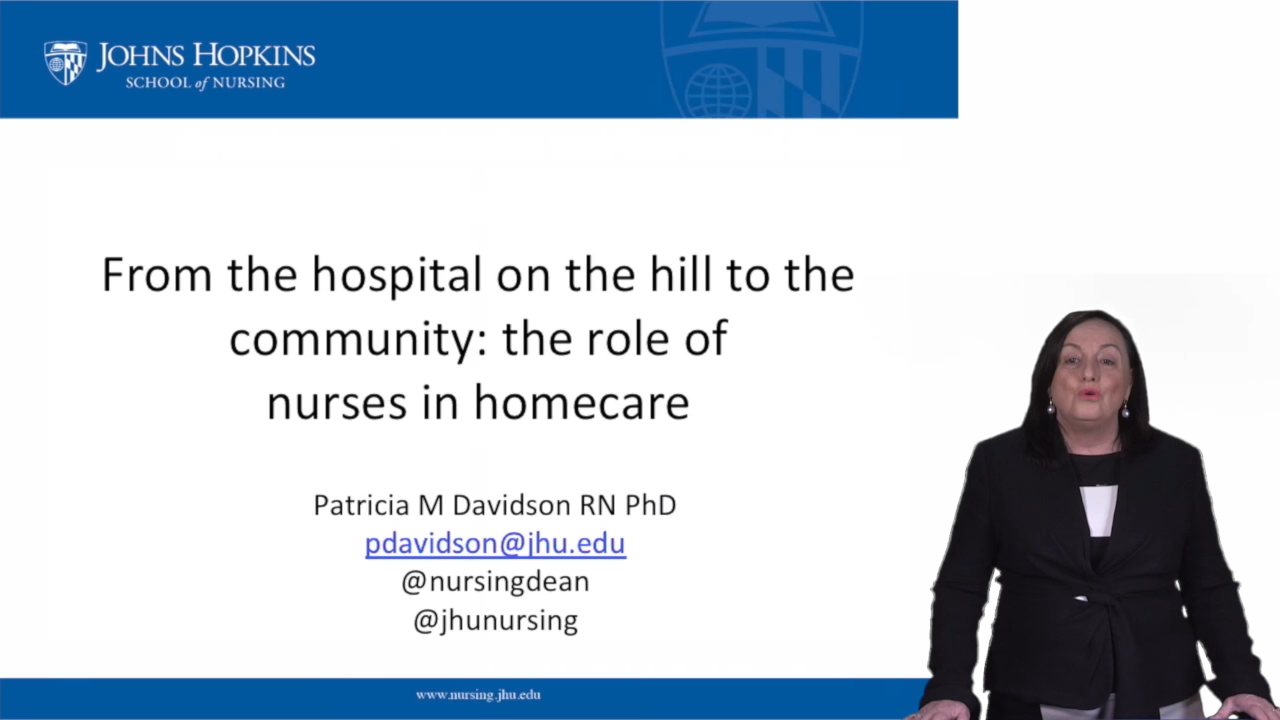 JOHNS HOPKINS
SCHOOL of NURSING
From the hospital on the hill to the
community: the role of
nurses in homecare
Patricia M Davidson RN PhD
pdavidson@jhu.edu
@nursingdean
@jhunursing
www.nursing.jhu.edu